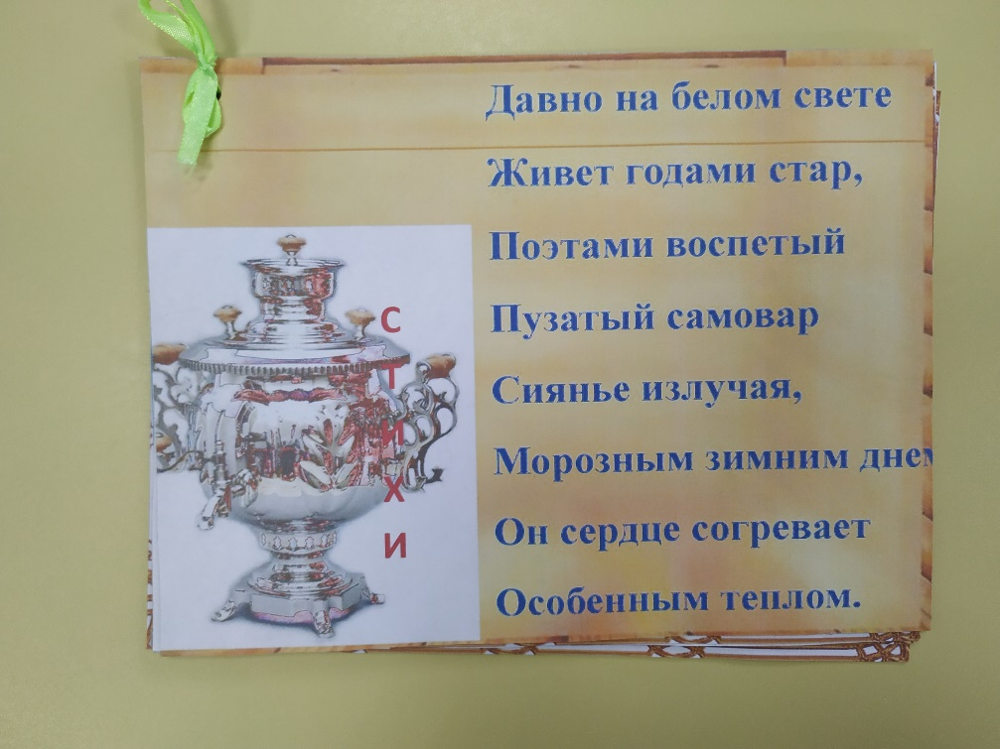 Давно на белом свете
Живет годами стар,
Поэтами воспетый
Пузатый самовар
Сиянье излучая,
Морозным зимним днем
Он сердце согревает
Особенным теплом.
СТИХИ